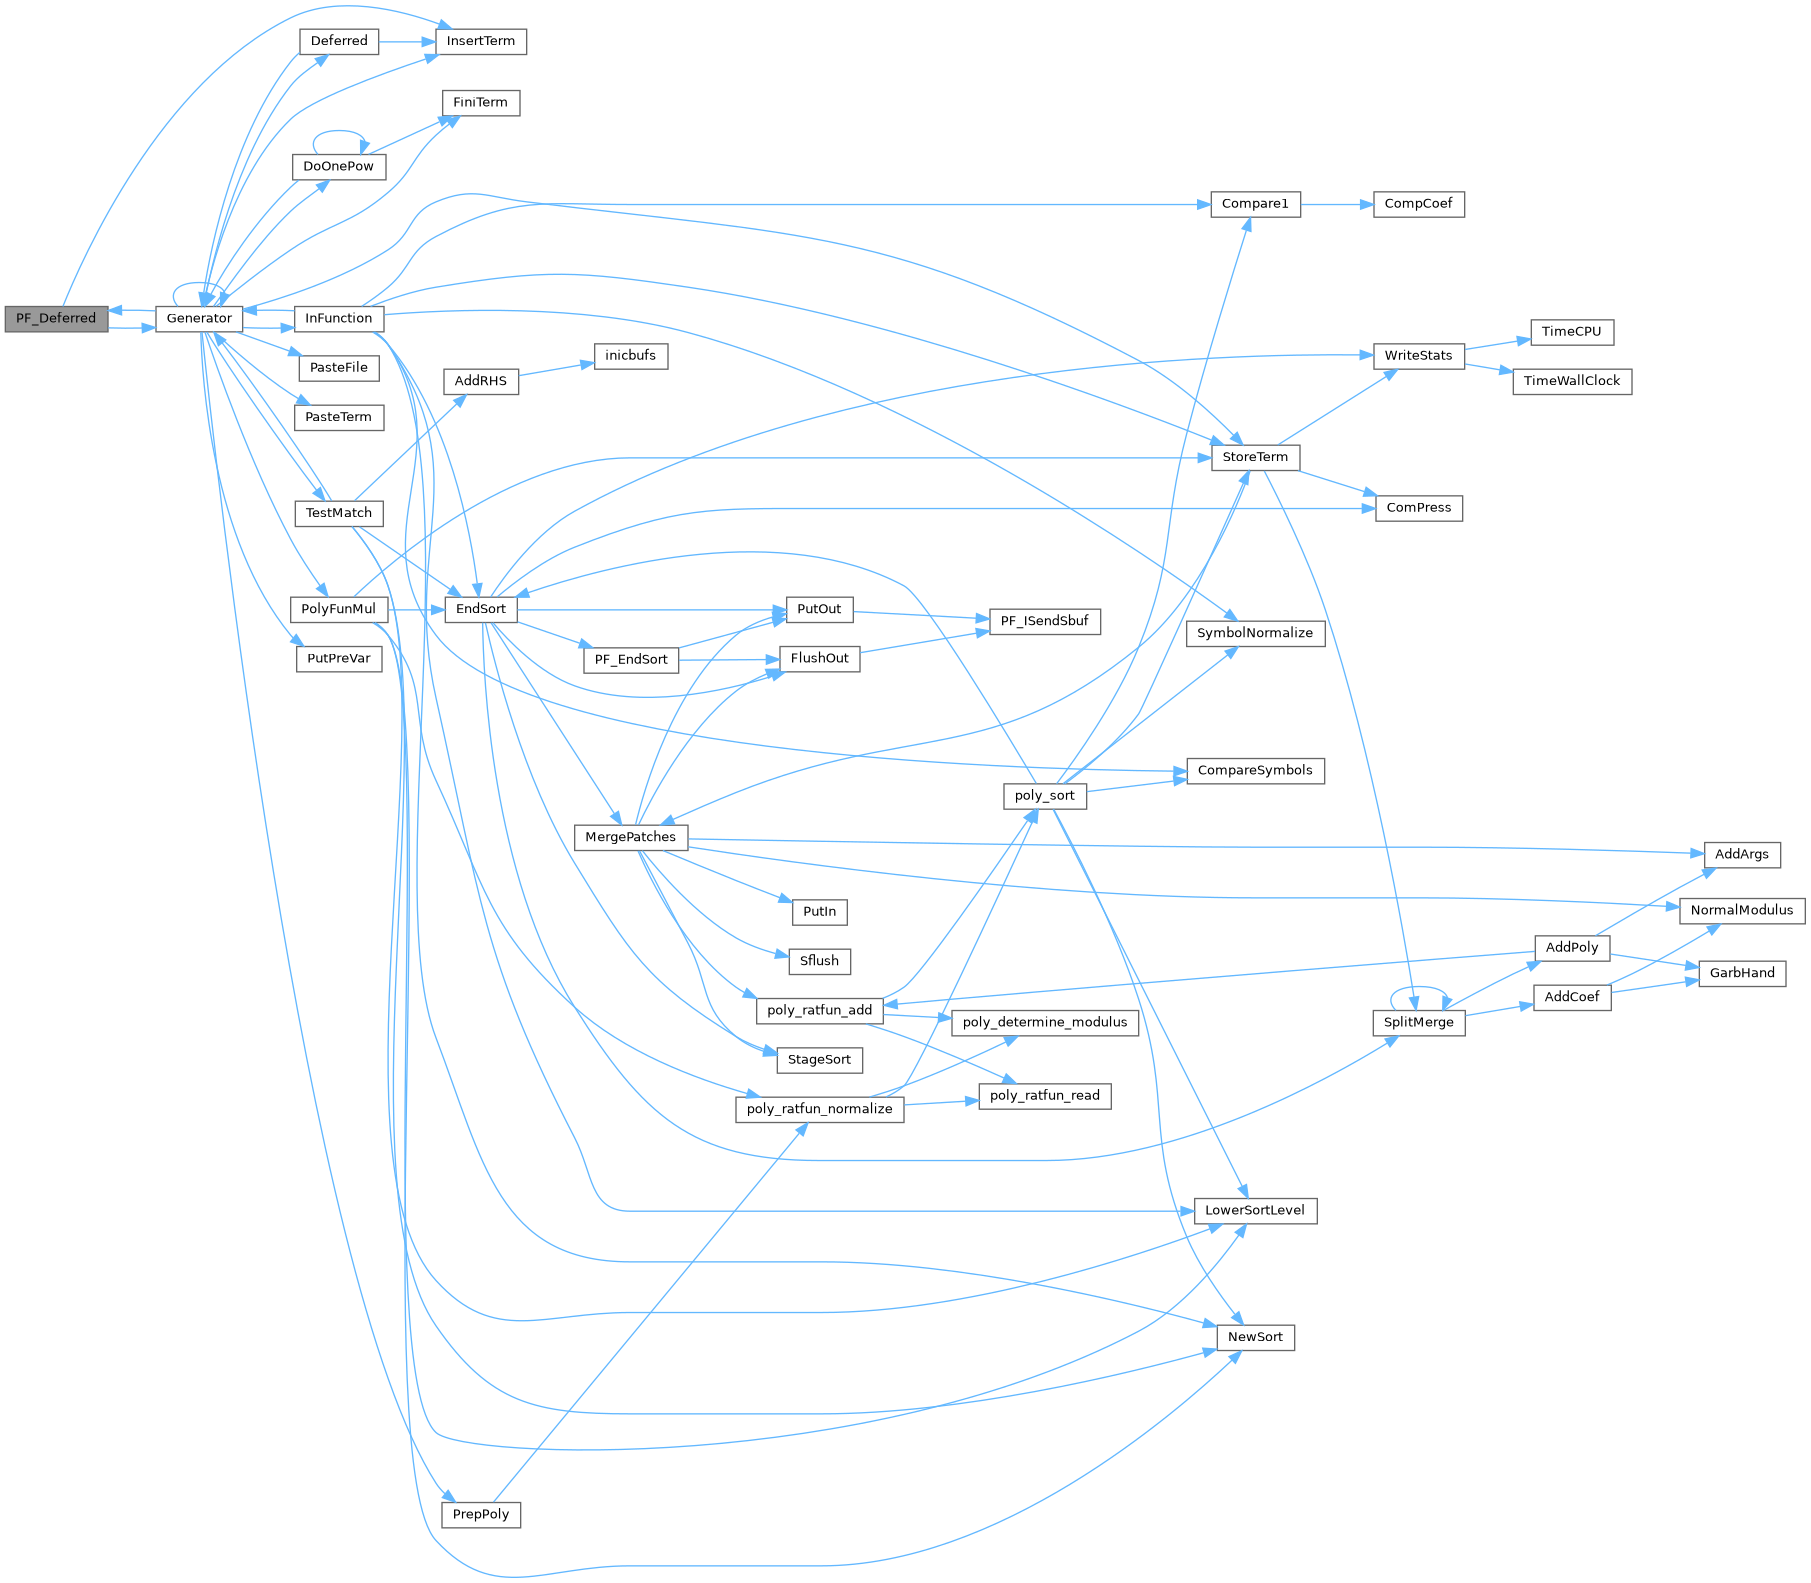 Deferred
InsertTerm
FiniTerm
DoOnePow
Compare1
CompCoef
PF_Deferred
Generator
InFunction
TimeCPU
WriteStats
inicbufs
PasteFile
AddRHS
TimeWallClock
PasteTerm
StoreTerm
TestMatch
ComPress
PolyFunMul
EndSort
PutOut
PF_ISendSbuf
SymbolNormalize
PutPreVar
PF_EndSort
FlushOut
CompareSymbols
poly_sort
MergePatches
AddArgs
PutIn
NormalModulus
AddPoly
Sflush
GarbHand
AddCoef
poly_ratfun_add
poly_determine_modulus
SplitMerge
StageSort
poly_ratfun_read
poly_ratfun_normalize
LowerSortLevel
NewSort
PrepPoly